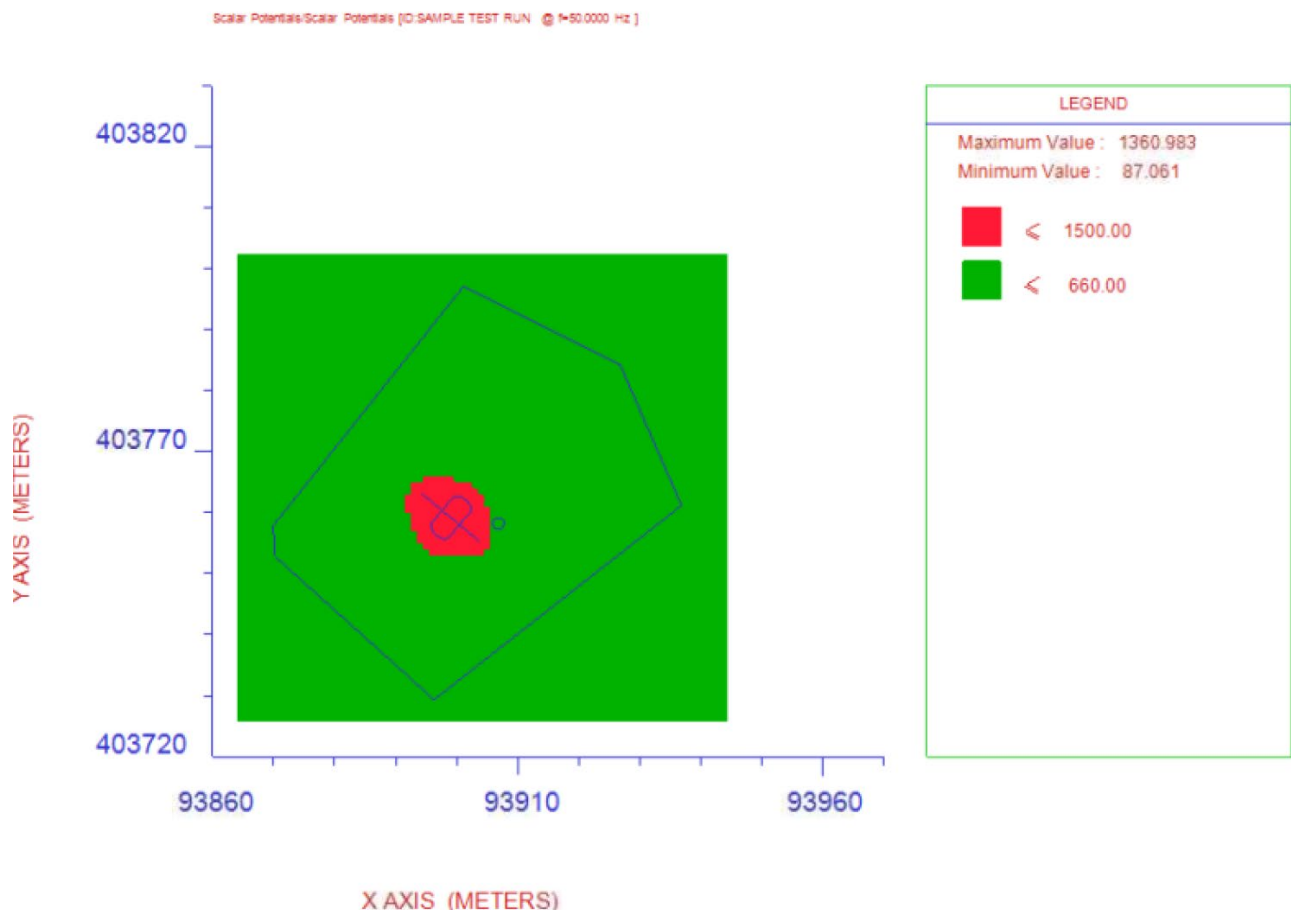 Scalar Potentials/Scalar Potentials [ID:SAMPLE TEST RUN @ f=50.0000 Hz ]
LEGEND
Maximum Value : 1360.983
Minimum Value : 87.061
⩽ 1500.00
⩽ 660.00
403820
403770
403720
Y AXIS (METERS)
93860 93910 93960
X AXIS (METERS)